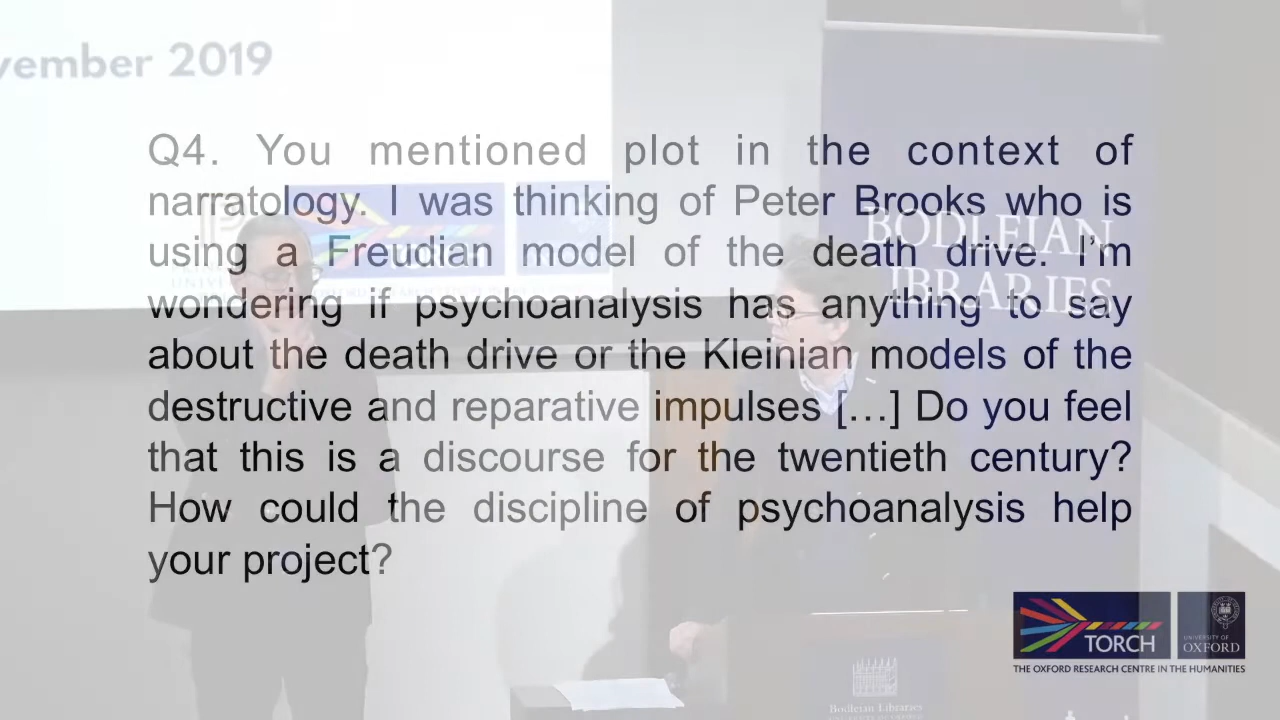 vember 2019
Q4. You mentioned plot in the context of
narratology. I was thinking of Peter Brooks who is
using a Freudian model of the death drive. I'm
wondering if psychoanalysis has anything to say
about the death drive or the Kleinian models of the
destructive and reparative impulses […] Do you feel
that this is a discourse for the twentieth century?
How could the discipline of psychoanalysis help
your project?
BODLEIAN
LIBRARIES
TORCH
UNIVERSITY OF
OXFORD
THE OXFORD RESEARCH CENTRE IN THE HUMANITIES
Bodleian Libraries